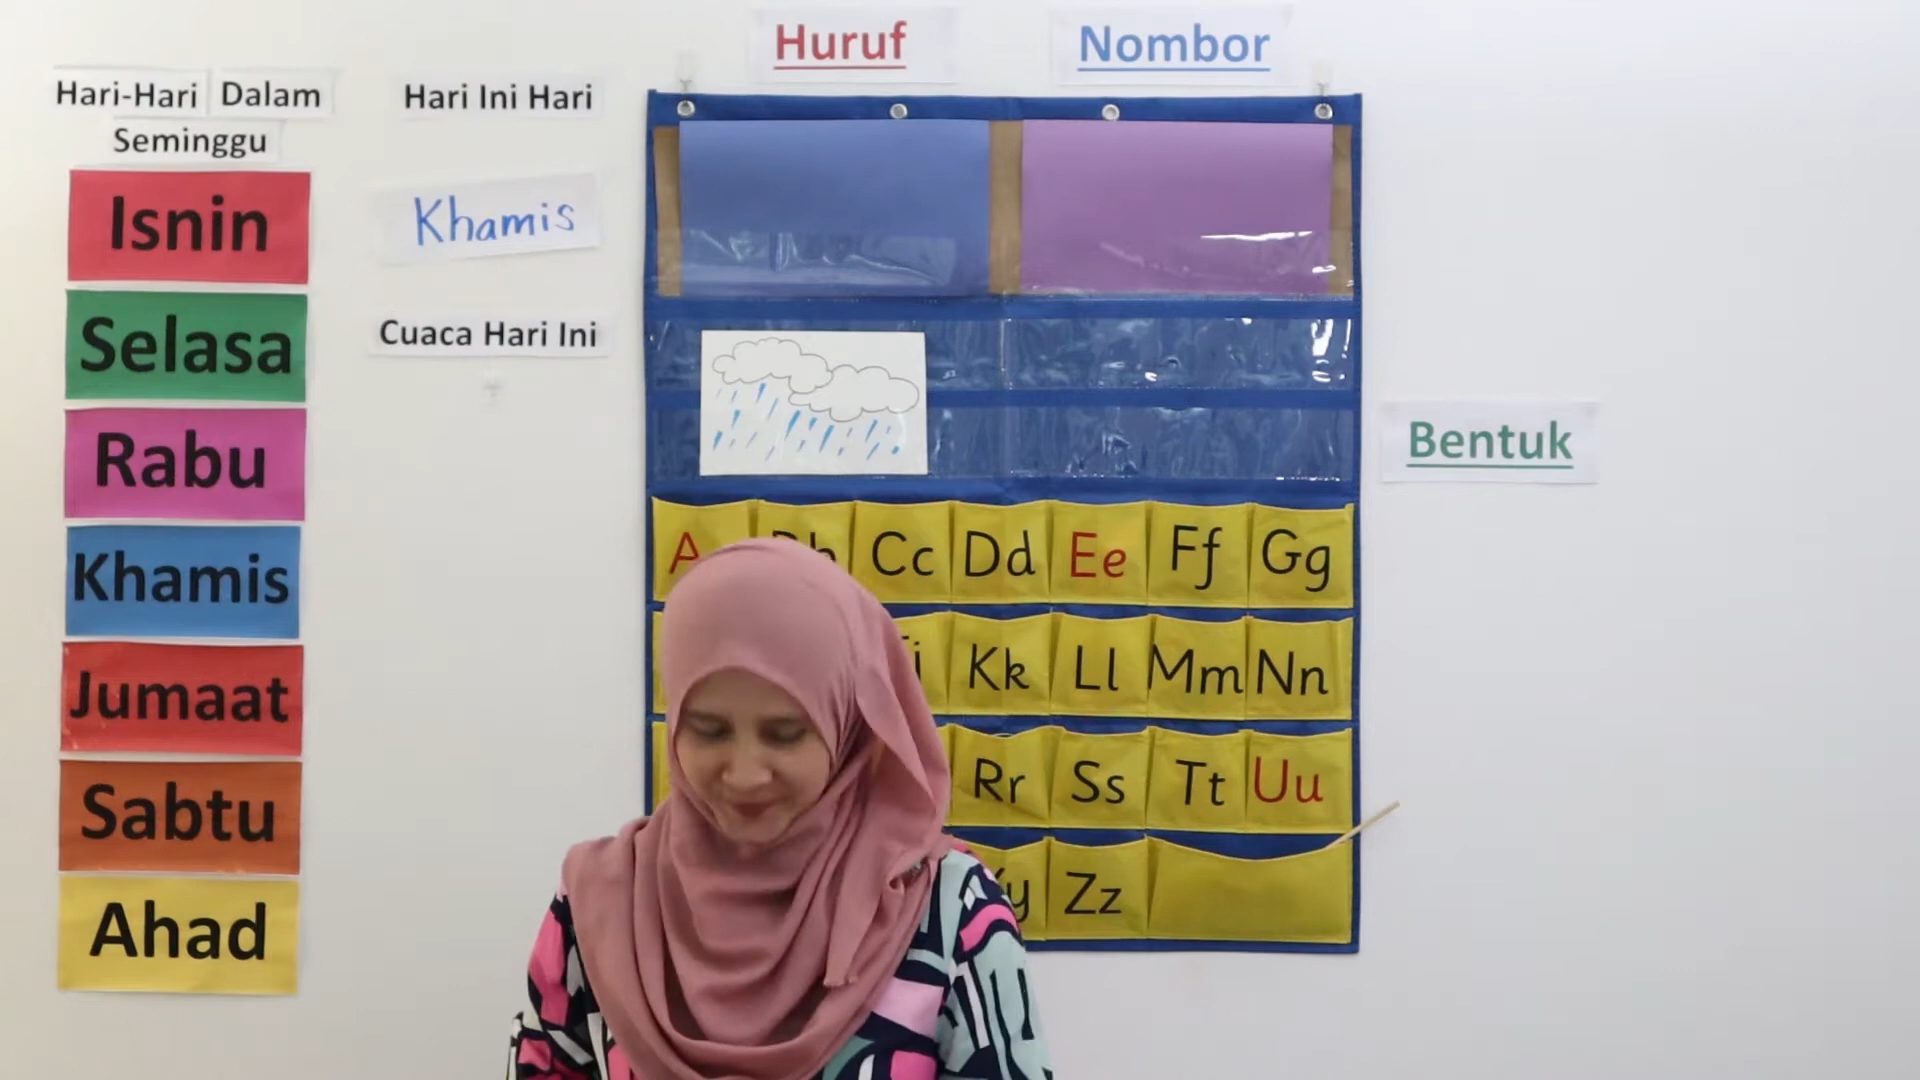 Huruf
Nombor
Hari-Hari Dalam
Seminggu
Isnin
Selasa
Rabu
Khamis
Jumaat
Sabtu
Ahad
Hari Ini Hari
Khamis
Cuaca Hari Ini
Bentuk
Cc Dd Ee Ff Gg
Kk Ll Mm Nn
Rr Ss Tt Uu
Zz